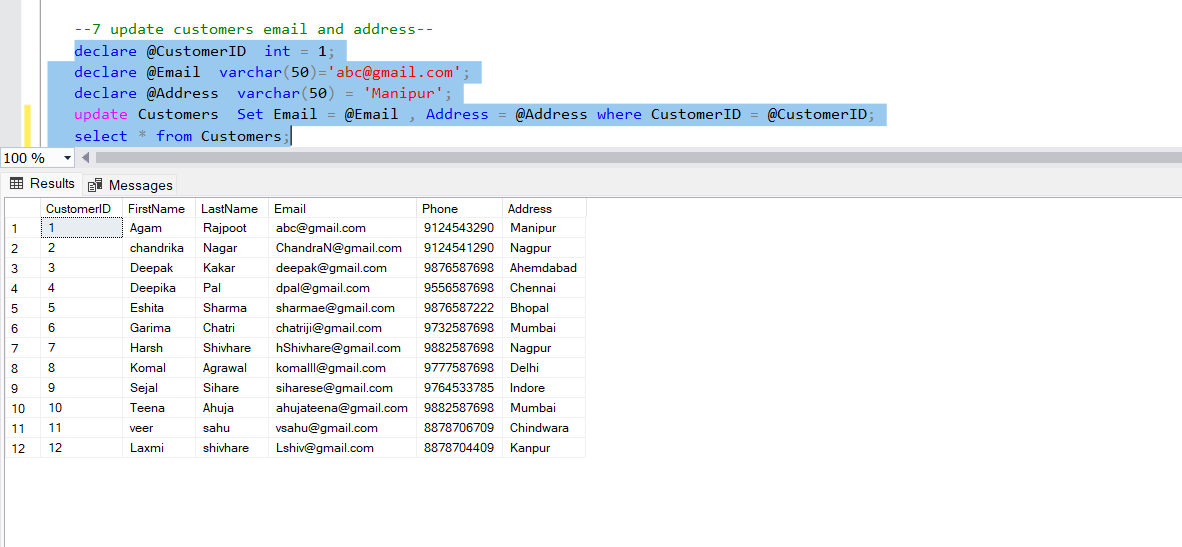 --7 update customers email and address--
declare @CustomerID  int = 1;
declare @Email  varchar(50)='abc@gmail.com';
declare @Address  varchar(50) = 'Manipur';
update Customers  Set Email = @Email , Address = @Address where CustomerID = @CustomerID;
select * from Customers;
100 %
Results Messages
CustomerID FirstName LastName Email Phone Address
1 1 Agam Rajpoot abc@gmail.com 9124543290 Manipur
2 2 chandrika Nagar ChandraN@gmail.com 9124541290 Nagpur
3 3 Deepak Kakar deepak@gmail.com 9876587698 Ahemdabad
4 4 Deepika Pal dpal@gmail.com 9556587698 Chennai
5 5 Eshita Sharma sharmae@gmail.com 9876587222 Bhopal
6 6 Garima Chatri chatriji@gmail.com 9732587698 Mumbai
7 7 Harsh Shivhare hShivhare@gmail.com 9882587698 Nagpur
8 8 Komal Agrawal komalll@gmail.com 9777587698 Delhi
9 9 Sejal Sihare siharese@gmail.com 9764533785 Indore
10 10 Teena Ahuja ahujateena@gmail.com 9882587698 Mumbai
11 11 veer sahu vsahu@gmail.com 8878706709 Chindwara
12 12 Laxmi shivhare Lshiv@gmail.com 8878704409 Kanpur